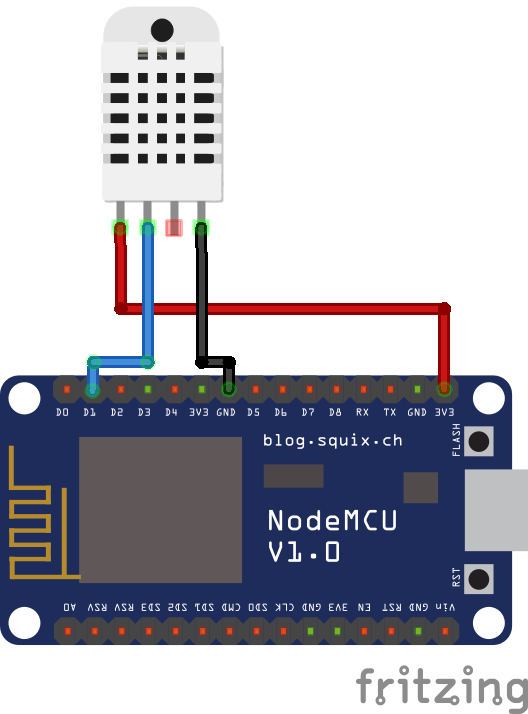 D0 D1 D2 D3 D4 3V3 GND D5 D6 D7 D8 RX TX GND 3V3
FLASH
blog.squix.ch
NodeMCU
V1.0
RST
A0 RSV RSV SD3 SD2 SD1 CMD SD0 CLK GND 3V3 EN RST GND Vin
fritzing